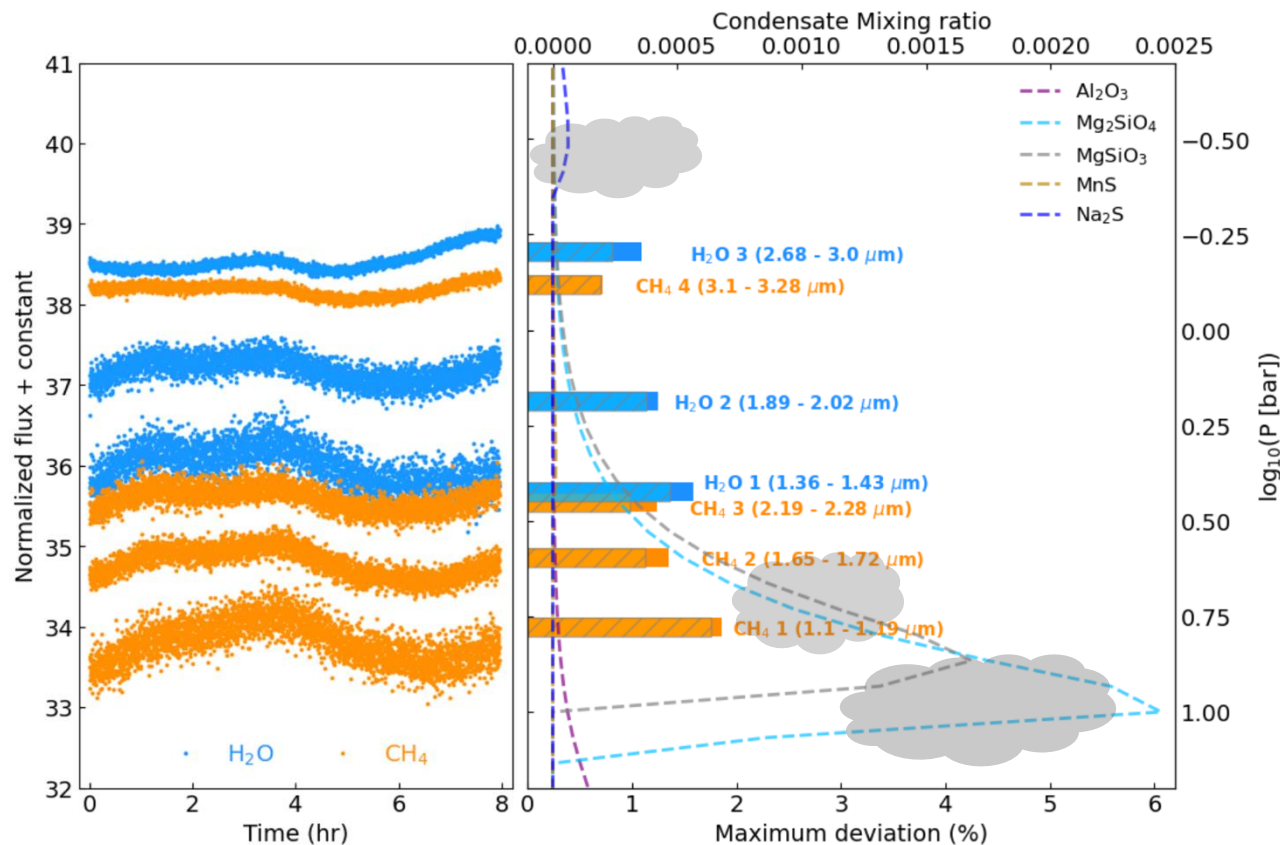 Condensate Mixing ratio
0.0000 0.0005 0.0010 0.0015 0.0020 0.0025
41
40
39
38
37
36
35
34
33
32
Normalized flux + constant
H₂O CH₄
0 2 4 6 8
Time (hr)
Al₂O₃
Mg₂SiO₄
MgSiO₃
MnS
Na₂S
H₂O 3 (2.68 - 3.0 μm)
CH₄ 4 (3.1 - 3.28 μm)
H₂O 2 (1.89 - 2.02 μm)
H₂O 1 (1.36 - 1.43 μm)
CH₄ 3 (2.19 - 2.28 μm)
CH₄ 2 (1.65 - 1.72 μm)
CH₄ 1 (1.1 - 1.19 μm)
−0.50
−0.25
0.00
0.25
0.50
0.75
1.00
log₁₀(P [bar])
0 1 2 3 4 5 6
Maximum deviation (%)